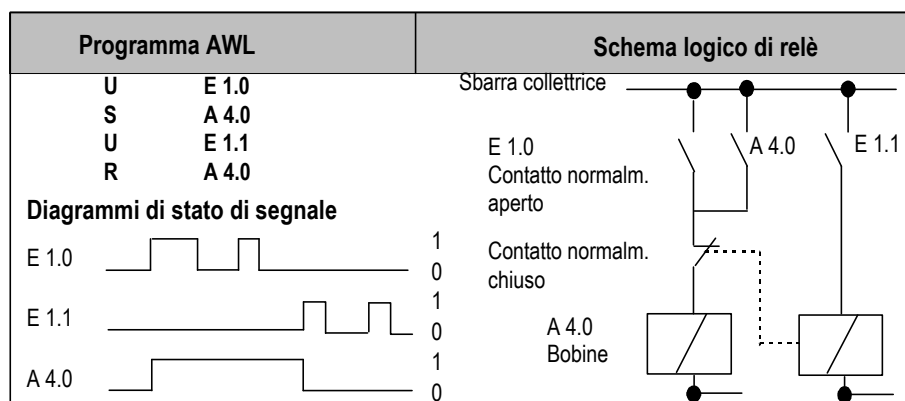 Programma AWL
Schema logico di relè
U E 1.0
S A 4.0
U E 1.1
R A 4.0
Diagrammi di stato di segnale
E 1.0
1
0
E 1.1
1
0
A 4.0
1
0
Sbarra collettrice
E 1.0
Contatto normalm.
aperto
A 4.0
E 1.1
Contatto normalm.
chiuso
A 4.0
Bobine